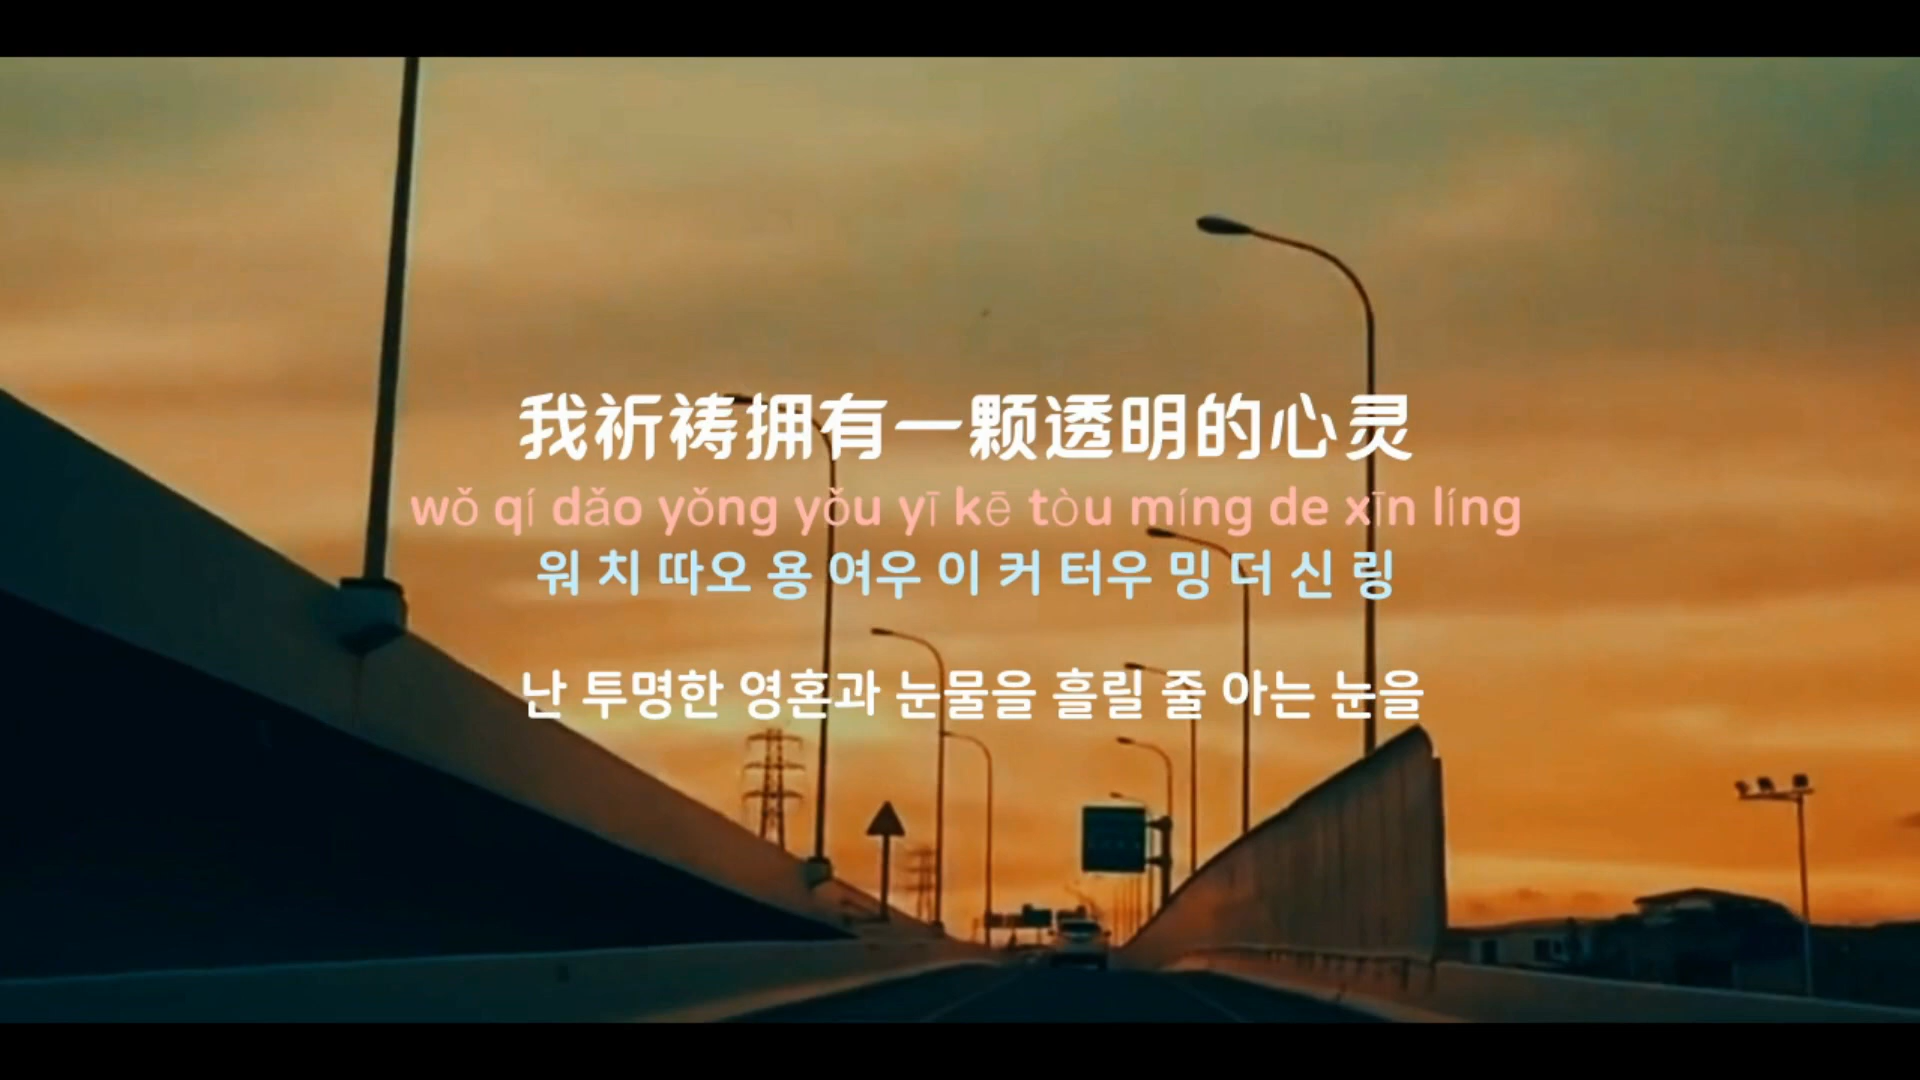 我祈祷拥有一颗透明的心灵
wǒ qí dǎo yǒng yǒu yī kē tòu míng de xīn líng
워 치 따오 용 여우 이 커 터우 밍 더 신 링
난 투명한 영혼과 눈물을 흘릴 줄 아는 눈을